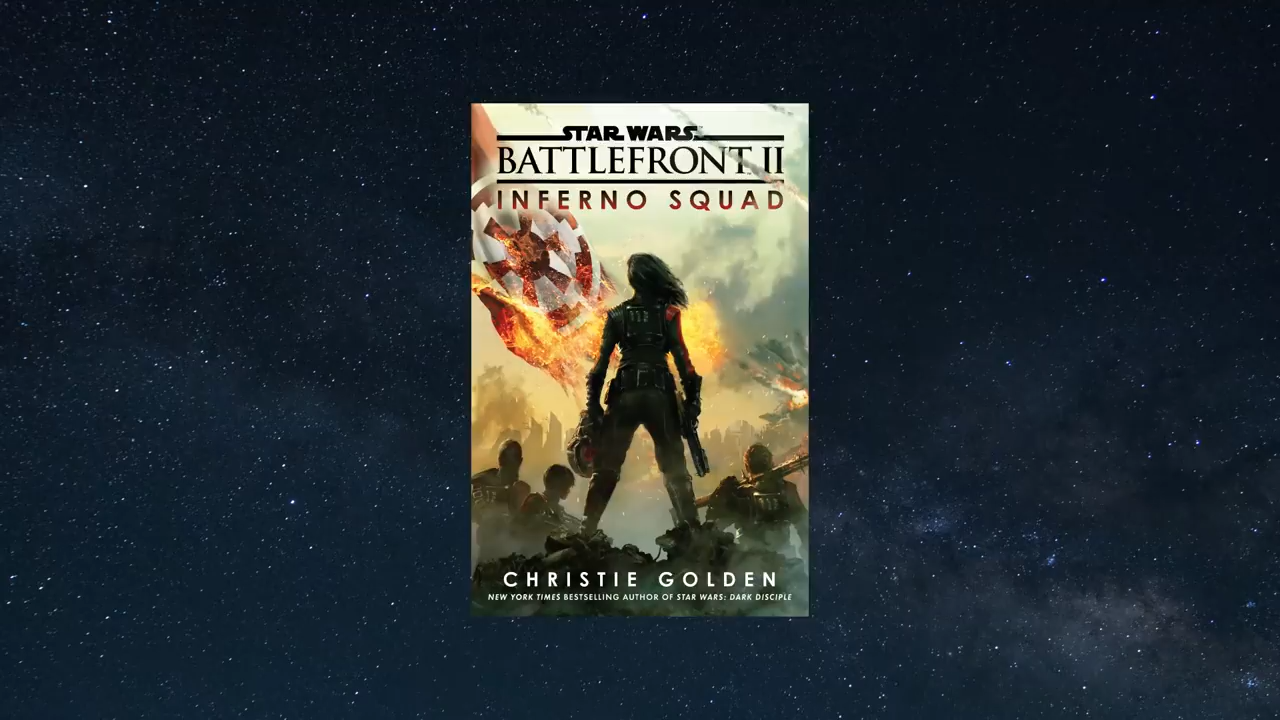 STAR WARS
BATTLEFRONT II
INFERNO SQUAD
CHRISTIE GOLDEN
NEW YORK TIMES BESTSELLING AUTHOR OF STAR WARS: DARK DISCIPLE